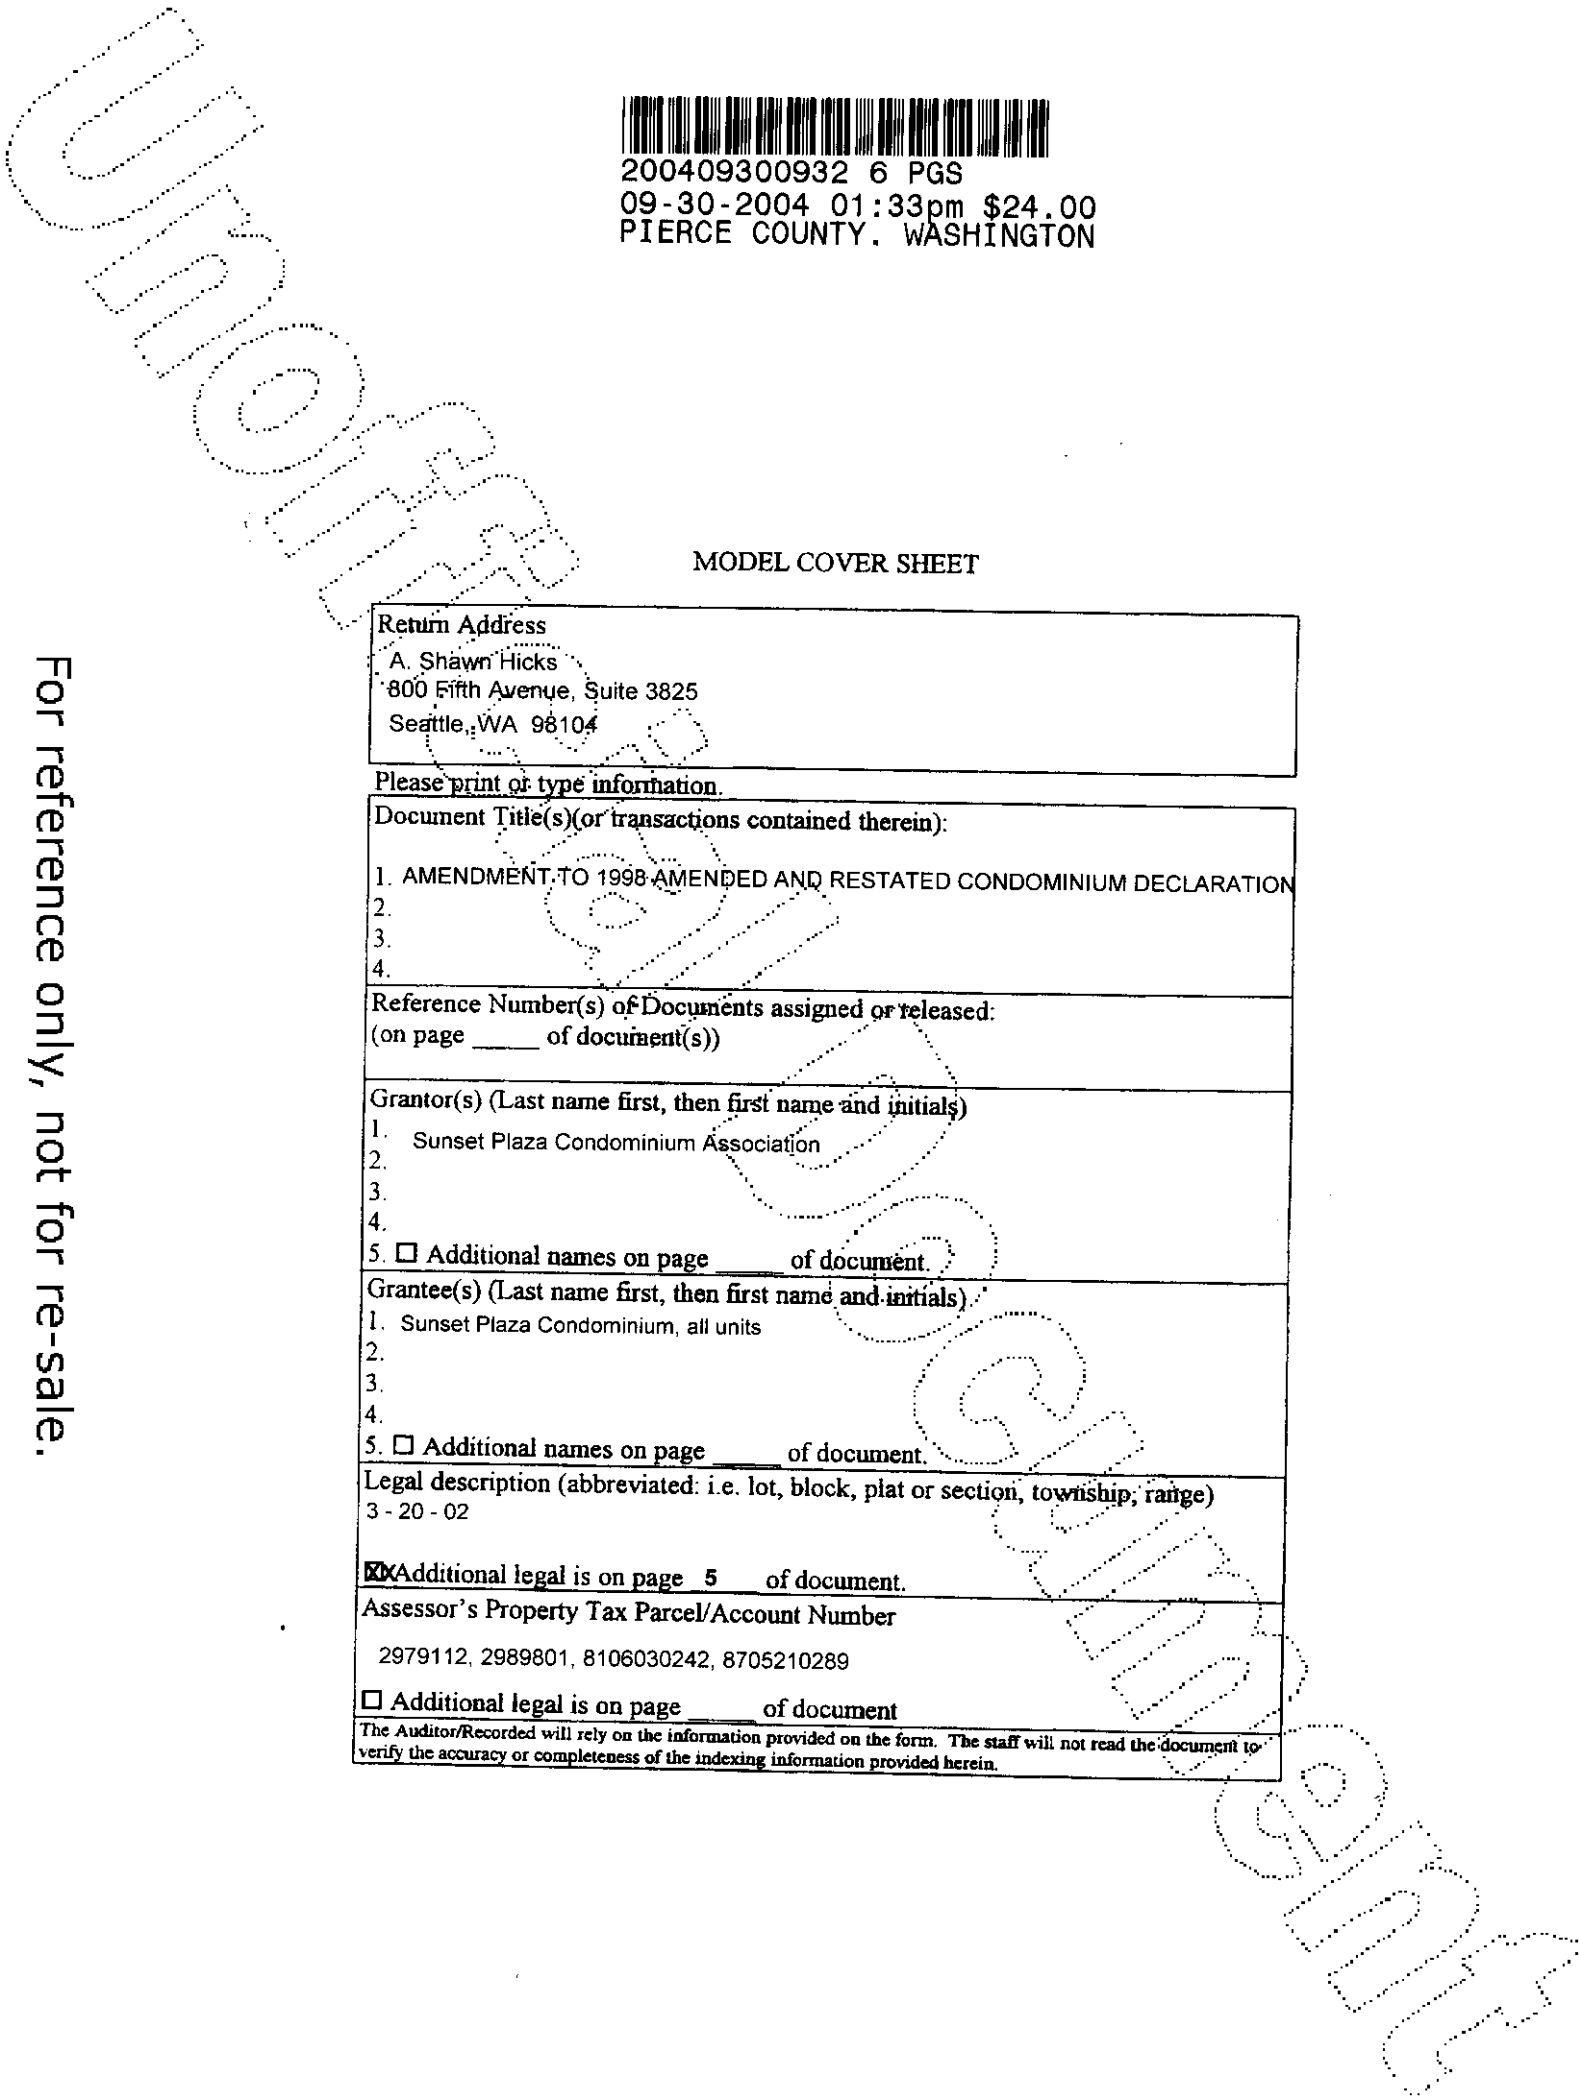 200409300932 6 PGS
09-30-2004 01:33pm $24.00
PIERCE COUNTY. WASHINGTON
MODEL COVER SHEET
Return Address
A. Shawn Hicks
800 Fifth Avenue, Suite 3825
Seattle, WA 98104
Please print or type information.
Document Title(s)(or transactions contained therein):
1. AMENDMENT TO 1998 AMENDED AND RESTATED CONDOMINIUM DECLARATION
2.
3.
4.
Reference Number(s) of Documents assigned or released:
(on page _____ of document(s))
Grantor(s) (Last name first, then first name and initials)
1. Sunset Plaza Condominium Association
2.
3.
4.
5. ☐ Additional names on page _____ of document.
Grantee(s) (Last name first, then first name and initials)
1. Sunset Plaza Condominium, all units
2.
3.
4.
5. ☐ Additional names on page _____ of document.
Legal description (abbreviated: i.e. lot, block, plat or section, township, range)
3 - 20 - 02
XX Additional legal is on page 5 of document.
Assessor's Property Tax Parcel/Account Number
2979112, 2989801, 8106030242, 8705210289
☐ Additional legal is on page _____ of document
The Auditor/Recorded will rely on the information provided on the form. The staff will not read the document to
verify the accuracy or completeness of the indexing information provided herein.
For reference only, not for re-sale.
Unofficial Document